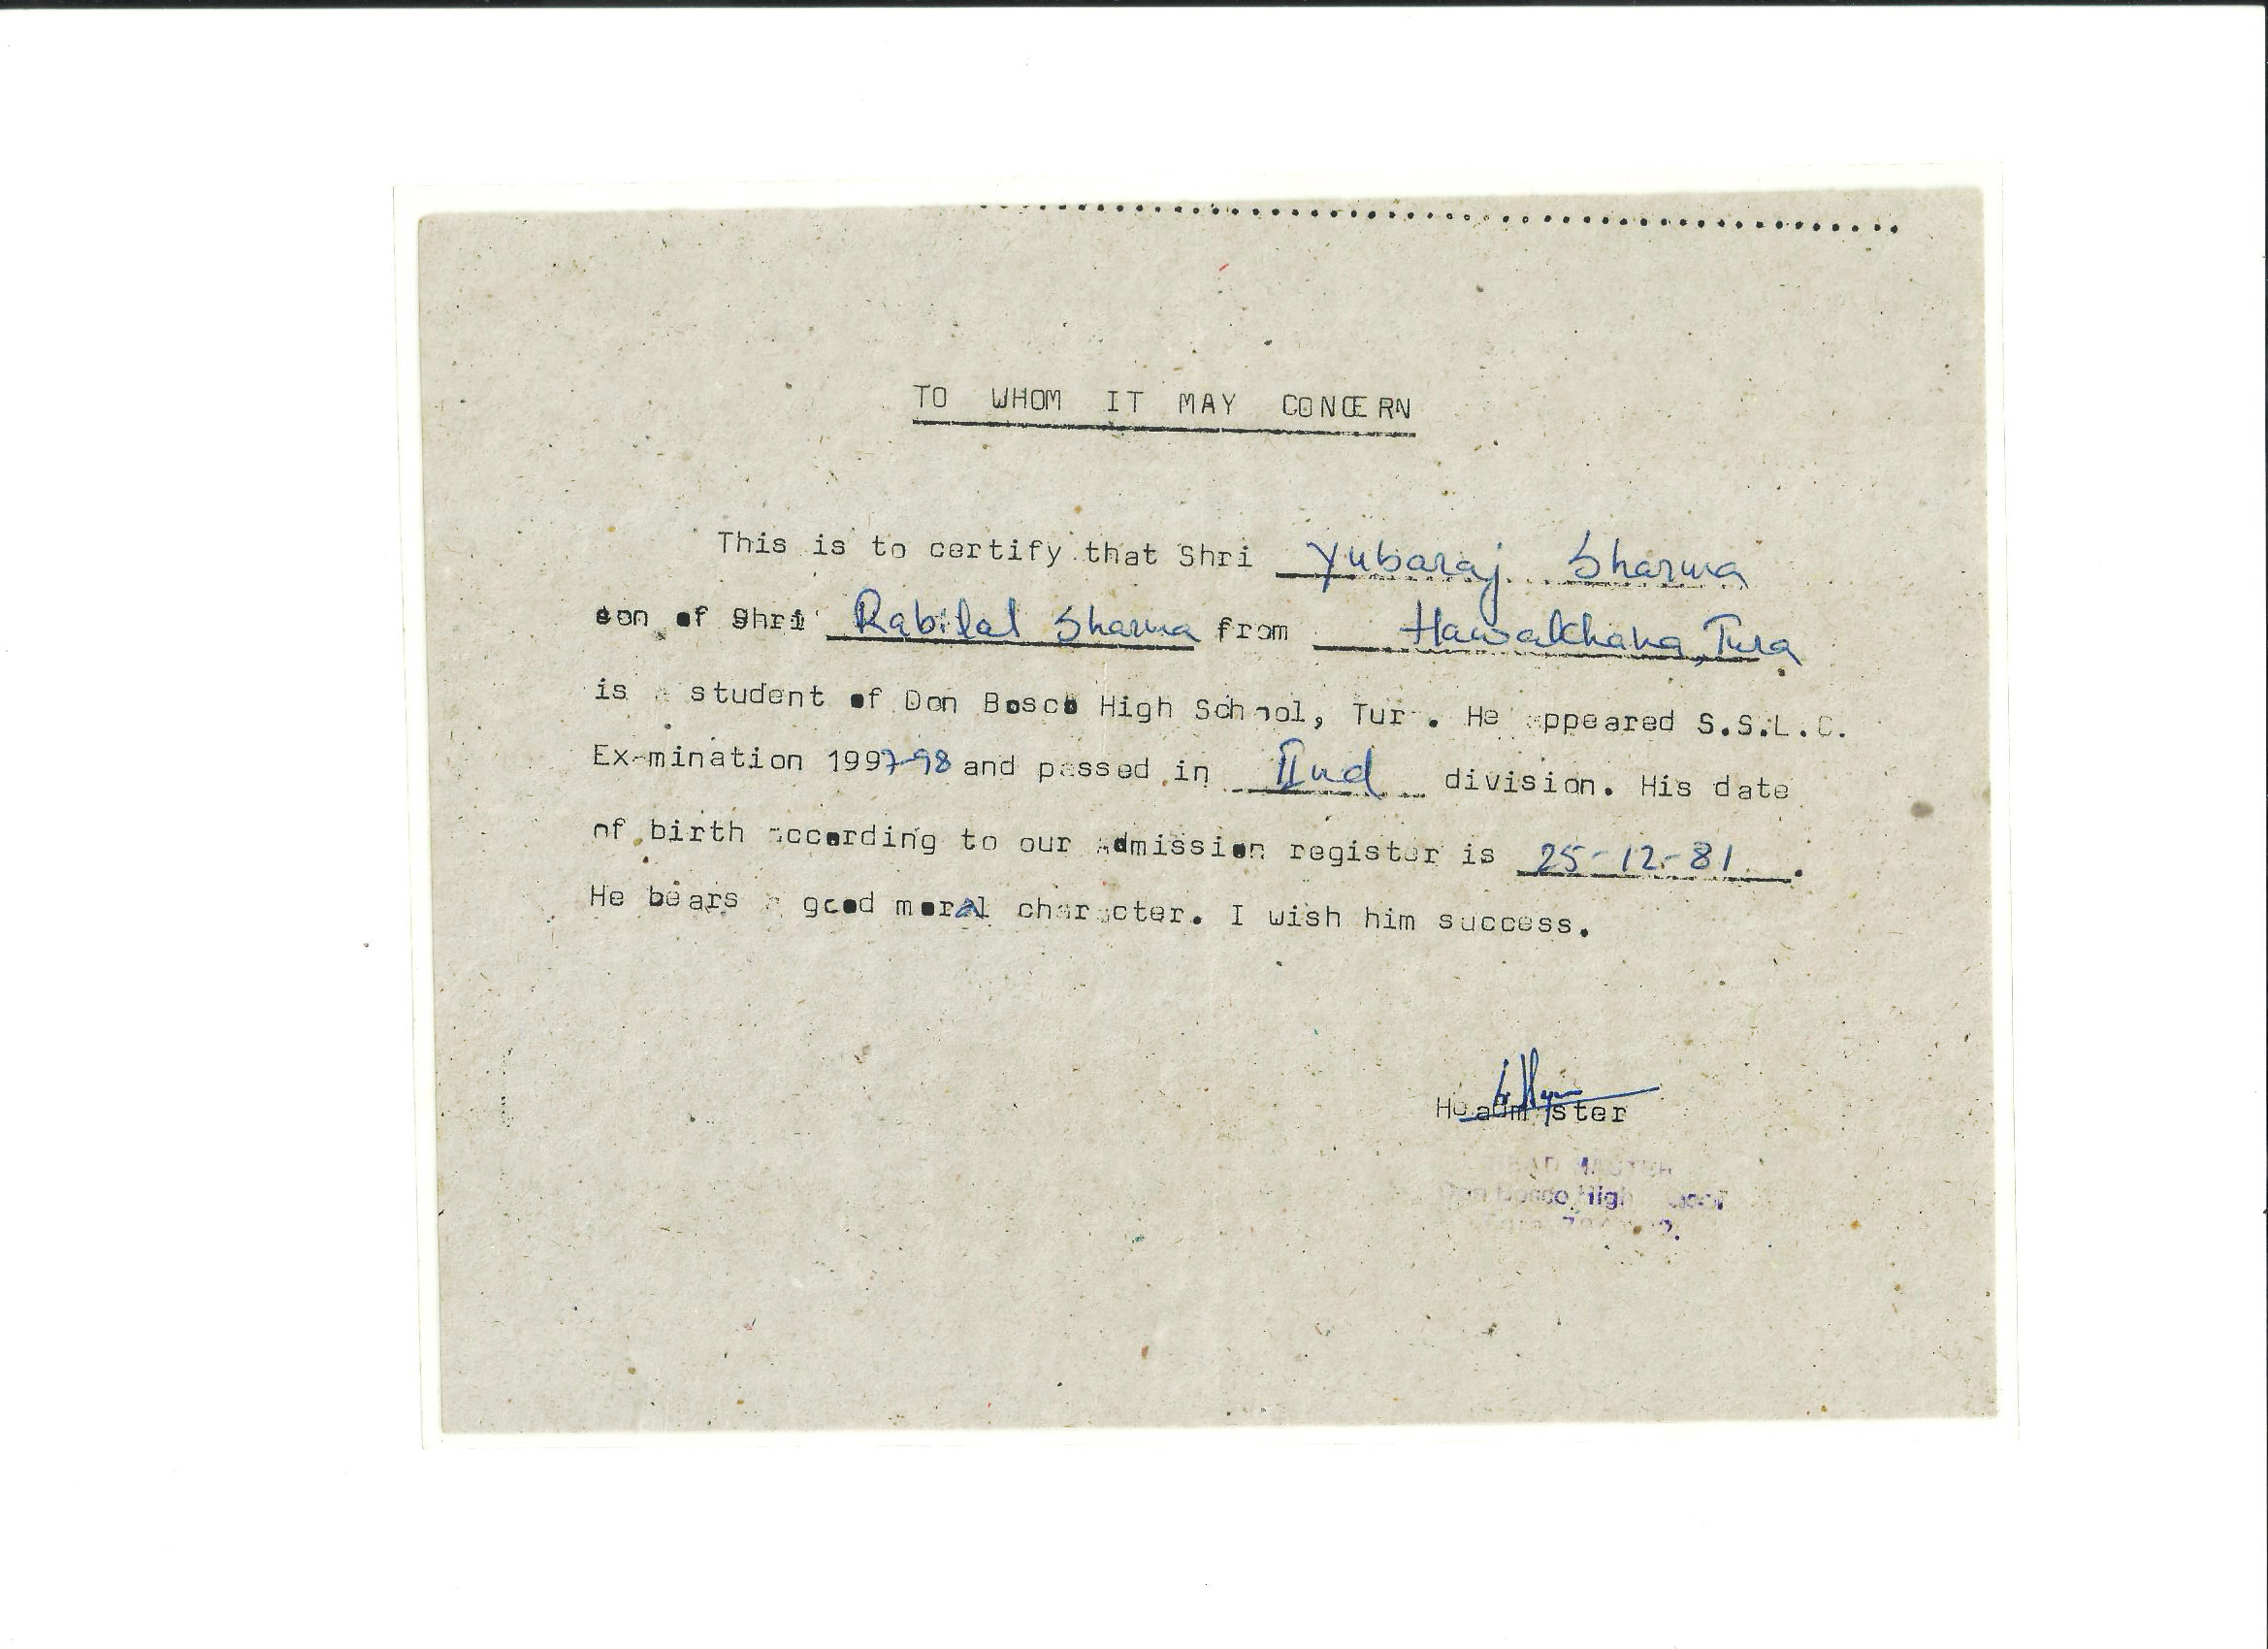 TO WHOM IT MAY CONCERN
This is to certify that Shri Yubaraj Sharma
son of Shri Rabilal Sharma from Hawakhana, Tura
is a student of Don Bosco High School, Tura. He appeared S.S.L.C.
Examination 1997-98 and passed in IInd division. His date
of birth according to our admission register is 25-12-81.
He bears a good moral character. I wish him success.
Headmaster
HEAD MASTER
Don Bosco High School